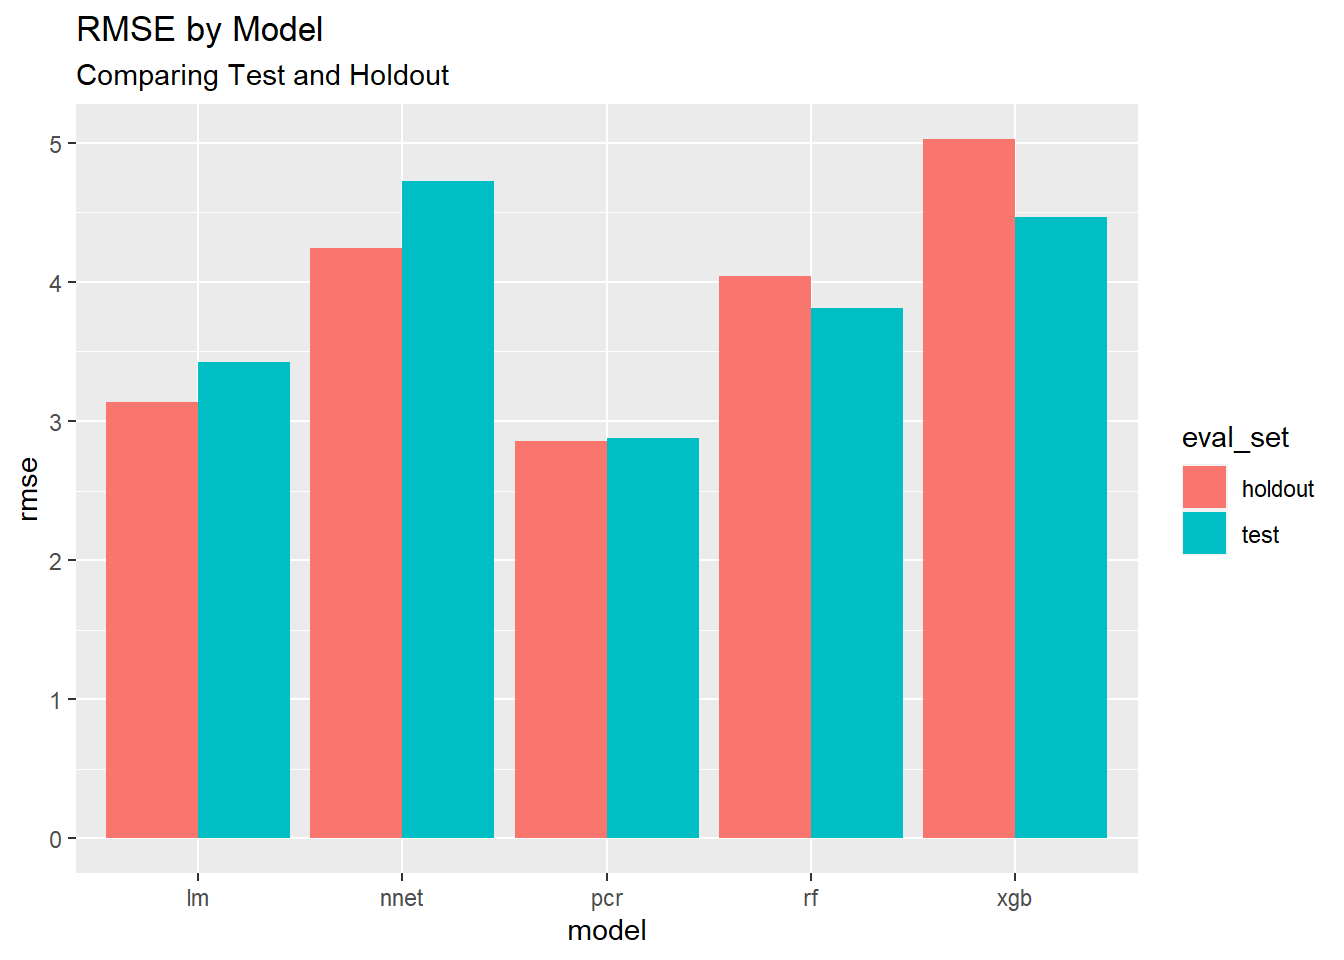 RMSE by Model
Comparing Test and Holdout
5
4
3
2
1
0
rmse
lm nnet pcr rf xgb
model
eval_set
holdout
test